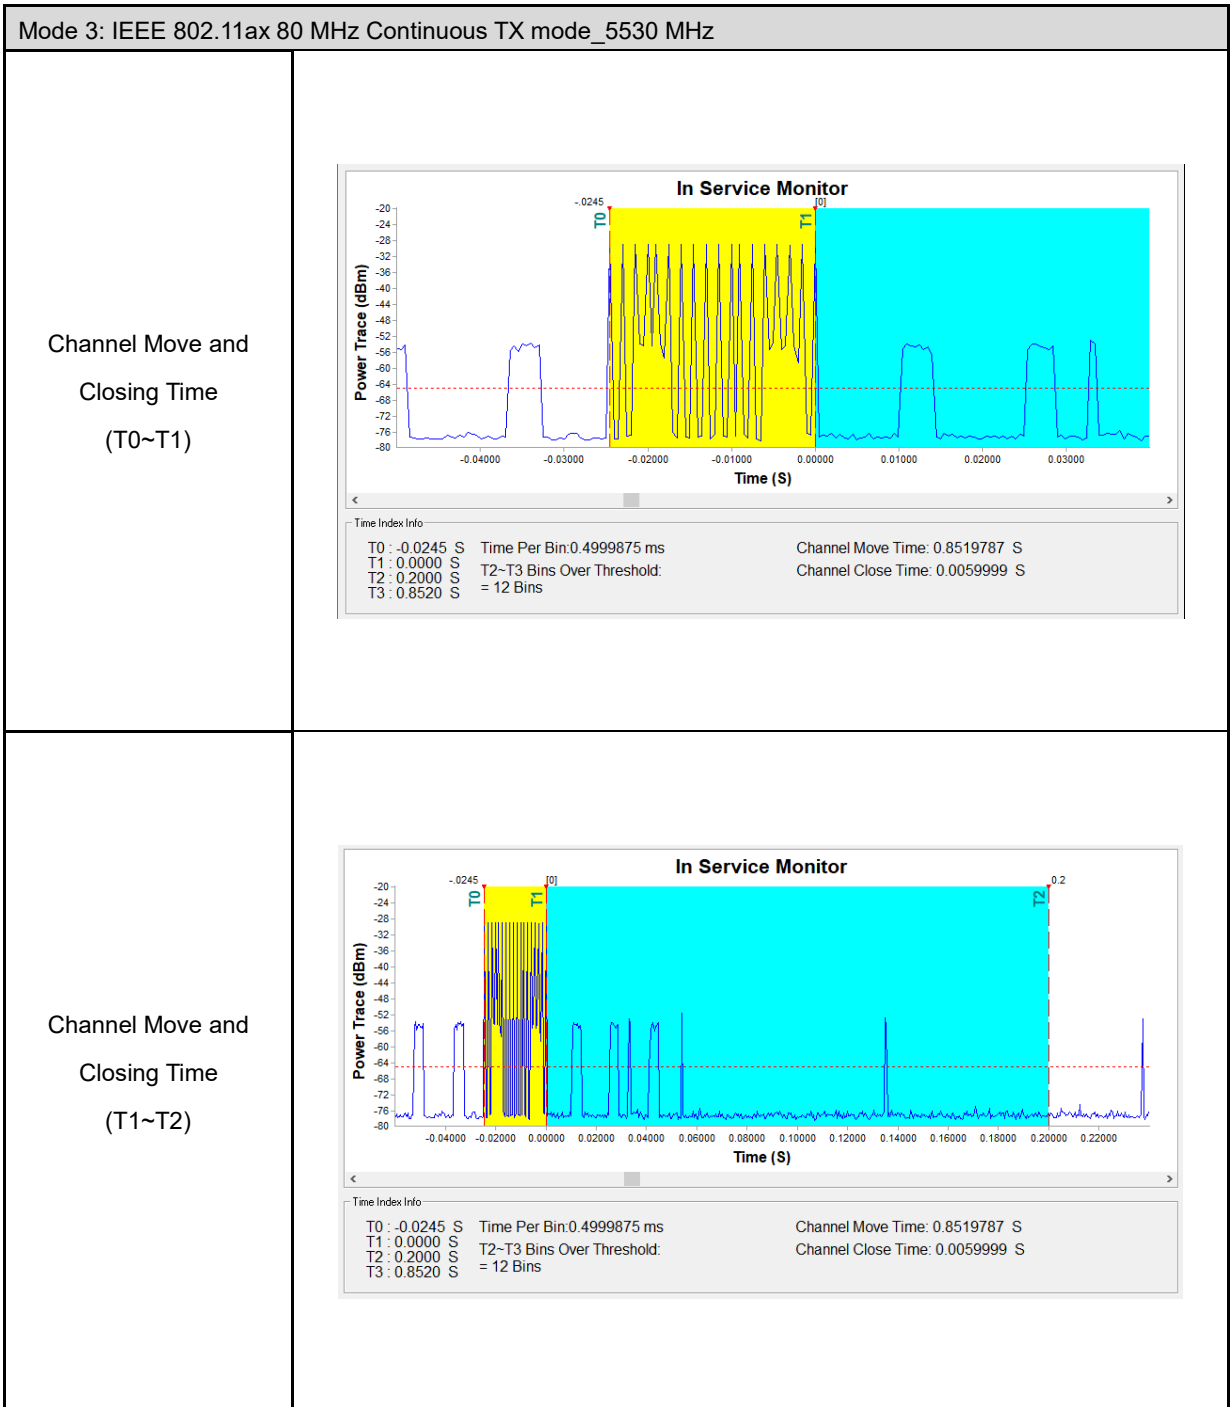 Mode 3: IEEE 802.11ax 80 MHz Continuous TX mode_5530 MHz
Channel Move and
Closing Time
(T0~T1)
In Service Monitor
-.0245
[0]
T0
T1
Power Trace (dBm)
-20
-24
-28
-32
-36
-40
-44
-48
-52
-56
-60
-64
-68
-72
-76
-80
-0.04000 -0.03000 -0.02000 -0.01000 0.00000 0.01000 0.02000 0.03000
Time (S)
Time Index Info
T0 : -0.0245 S
T1 : 0.0000 S
T2 : 0.2000 S
T3 : 0.8520 S
Time Per Bin:0.4999875 ms
T2~T3 Bins Over Threshold:
= 12 Bins
Channel Move Time: 0.8519787 S
Channel Close Time: 0.0059999 S
Channel Move and
Closing Time
(T1~T2)
In Service Monitor
-.0245
[0]
0.2
T0
T1
T2
Power Trace (dBm)
-20
-24
-28
-32
-36
-40
-44
-48
-52
-56
-60
-64
-68
-72
-76
-80
-0.04000 -0.02000 0.00000 0.02000 0.04000 0.06000 0.08000 0.10000 0.12000 0.14000 0.16000 0.18000 0.20000 0.22000
Time (S)
Time Index Info
T0 : -0.0245 S
T1 : 0.0000 S
T2 : 0.2000 S
T3 : 0.8520 S
Time Per Bin:0.4999875 ms
T2~T3 Bins Over Threshold:
= 12 Bins
Channel Move Time: 0.8519787 S
Channel Close Time: 0.0059999 S